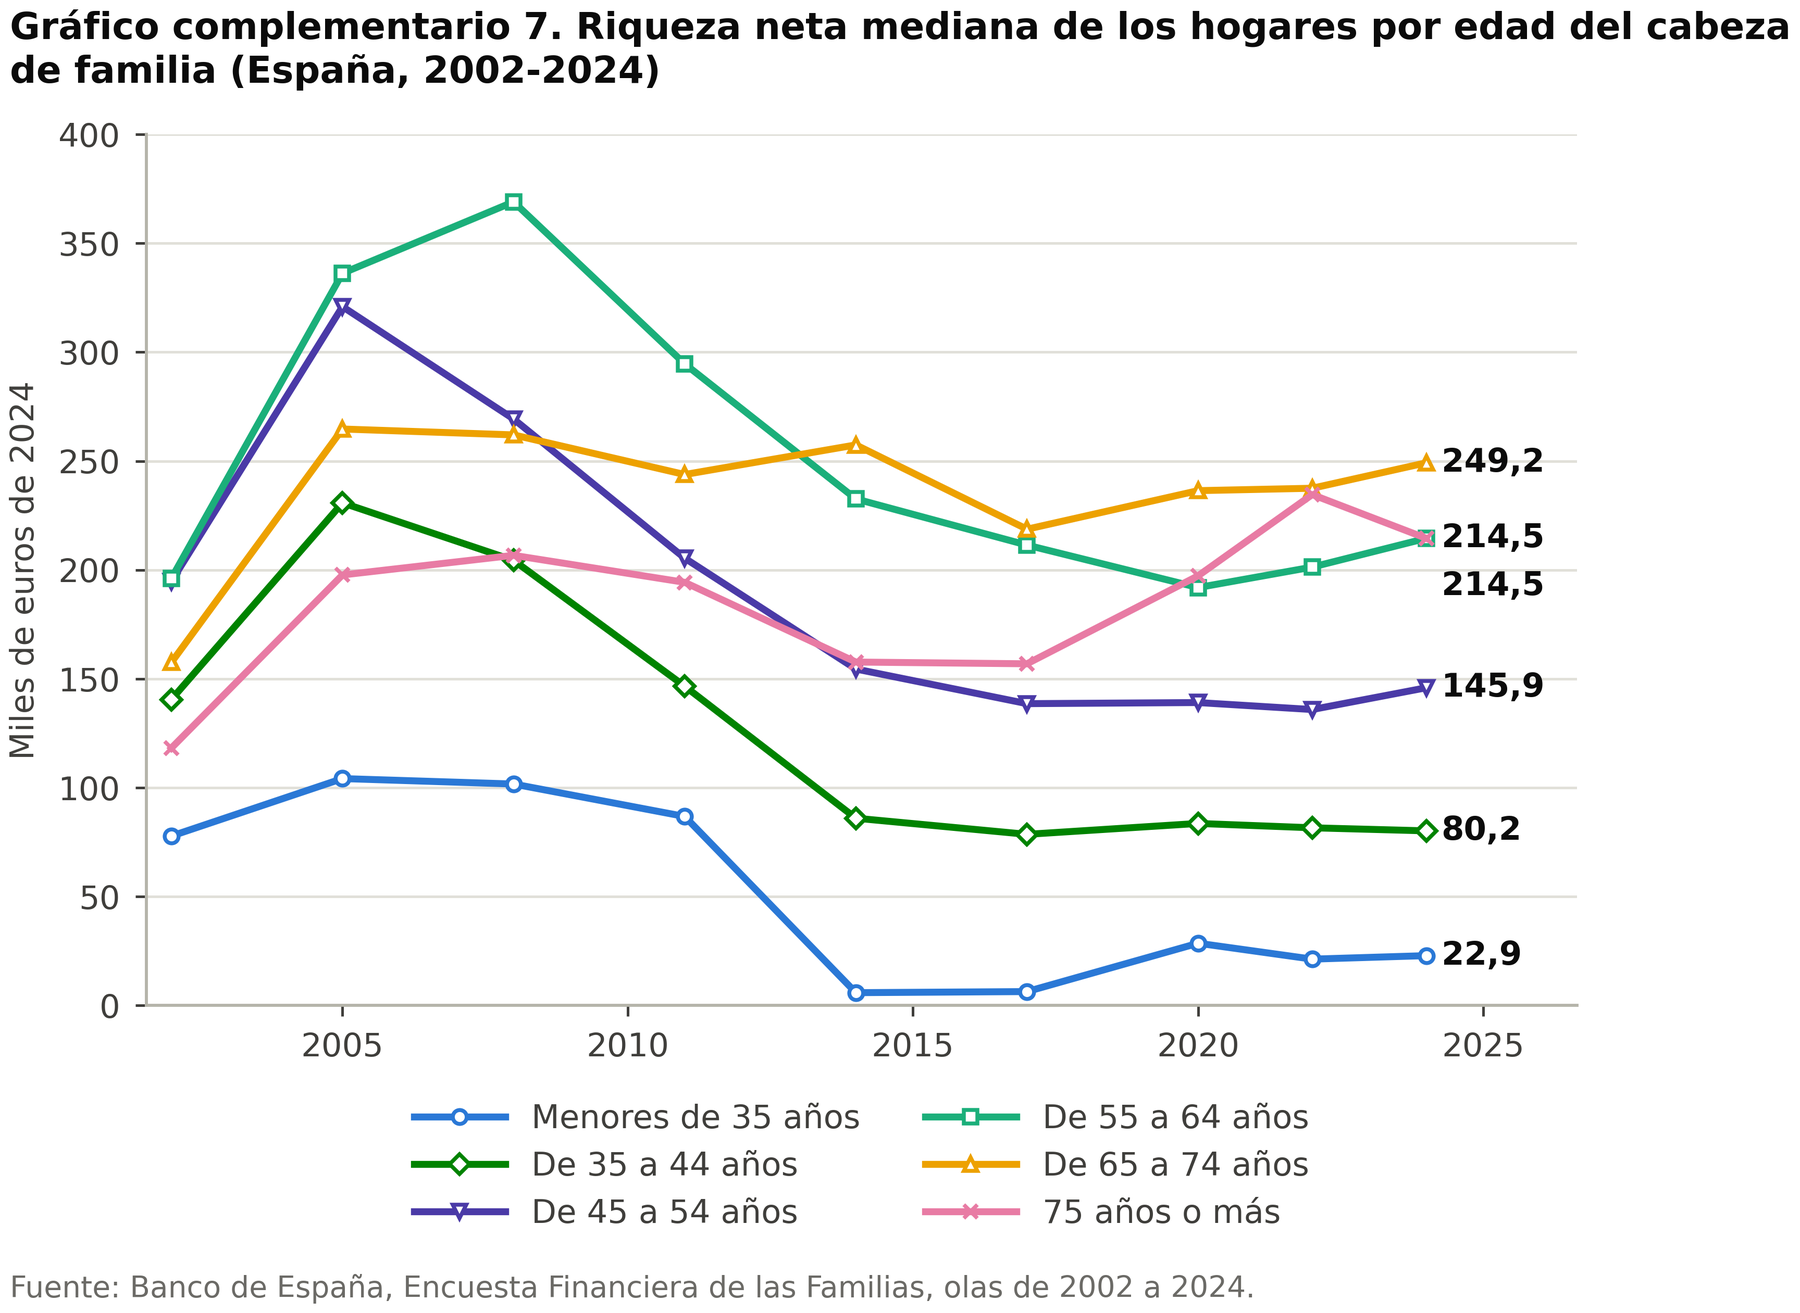 Gráfico complementario 7. Riqueza neta mediana de los hogares por edad del cabeza
de familia (España, 2002-2024)
Miles de euros de 2024
400
350
300
250
200
150
100
50
0
249,2
214,5
214,5
145,9
80,2
22,9
2005
2010
2015
2020
2025
Menores de 35 años
De 35 a 44 años
De 45 a 54 años
De 55 a 64 años
De 65 a 74 años
75 años o más
Fuente: Banco de España, Encuesta Financiera de las Familias, olas de 2002 a 2024.